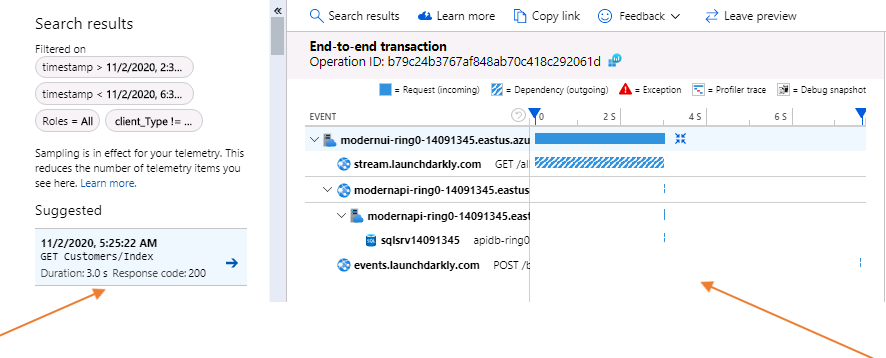 Search results
Filtered on
timestamp > 11/2/2020, 2:3...
timestamp < 11/2/2020, 6:3...
Roles = All
client_Type != ...
Sampling is in effect for your telemetry. This
reduces the number of telemetry items you
see here. Learn more.
Suggested
11/2/2020, 5:25:22 AM
GET Customers/Index
Duration: 3.0 s Response code: 200
«
Search results
Learn more
Copy link
Feedback
Leave preview
End-to-end transaction
Operation ID: b79c24b3767af848ab70c418c292061d
= Request (incoming)
= Dependency (outgoing)
= Exception
= Profiler trace
= Debug snapshot
EVENT
?
0
2 S
4 S
6 S
modernui-ring0-14091345.eastus.azu
stream.launchdarkly.com GET /al
modernapi-ring0-14091345.eastus
modernapi-ring0-14091345.east
SQL
sqlsrv14091345 apidb-ring0
events.launchdarkly.com POST /b